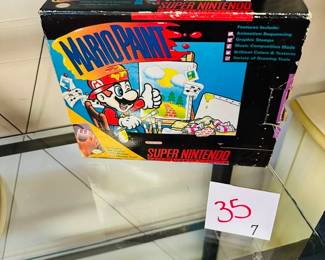 SUPER NINTENDO
MARIO PAINT
Features Include:
Animation Sequencing
Graphic Stamps
Music Composition Mode
Brilliant Colors & Textures
Variety of Drawing Tools
SUPER NINTENDO
35
7